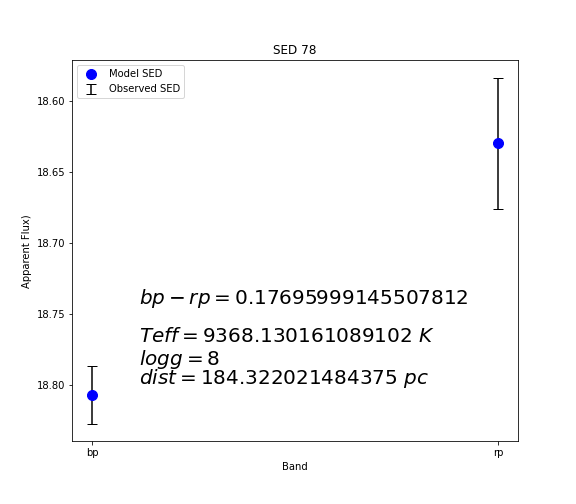 SED 78
Model SED
Observed SED
18.60
18.65
18.70
18.75
18.80
Apparent Flux)
bp − rp = 0.17695999145507812
Teff = 9368.130161089102 K
logg = 8
dist = 184.322021484375 pc
bp
rp
Band